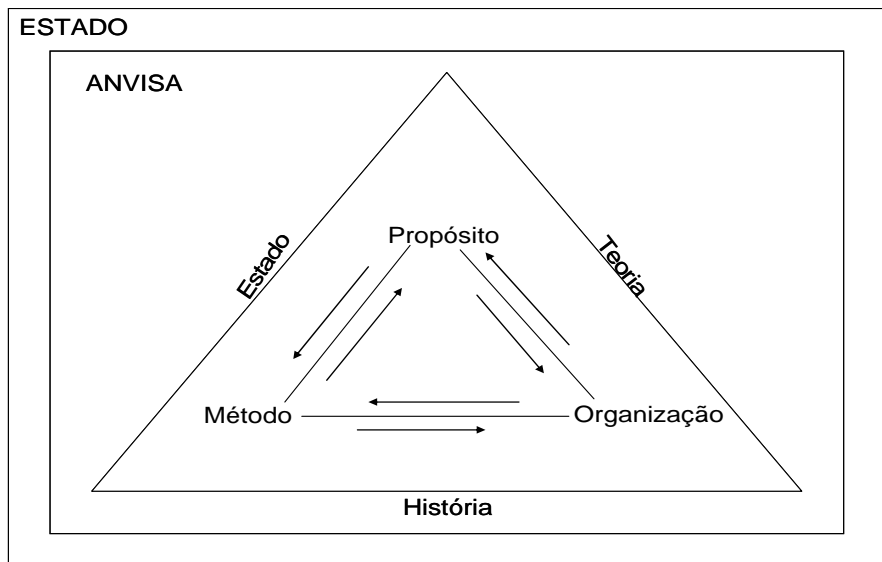 ESTADO
ANVISA
Propósito
Estado
Teoria
Método
Organização
História